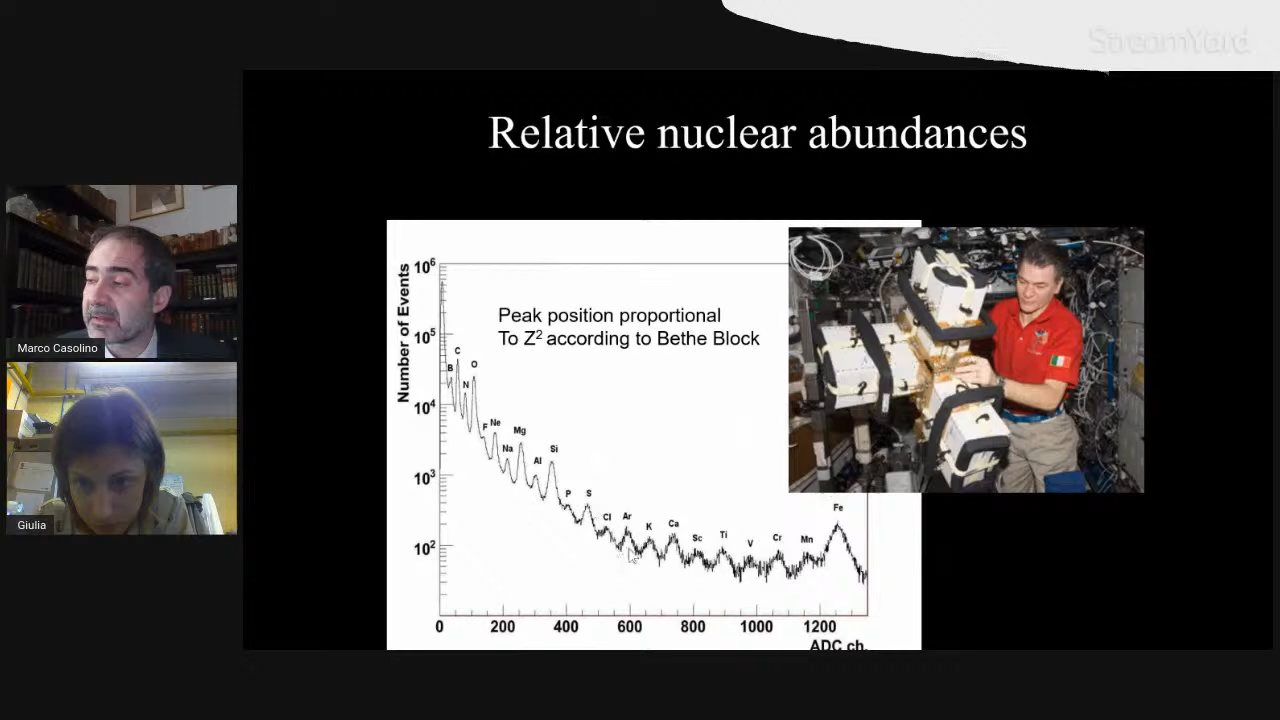 StreamYard
Relative nuclear abundances
Marco Casolino
Giulia
Number of Events
10⁶
10⁵
10⁴
10³
10²
Peak position proportional
To Z² according to Bethe Block
B
C
N
O
F
Ne
Na
Mg
Al
Si
P
S
Cl
Ar
K
Ca
Sc
Ti
V
Cr
Mn
Fe
0 200 400 600 800 1000 1200
ADC ch.